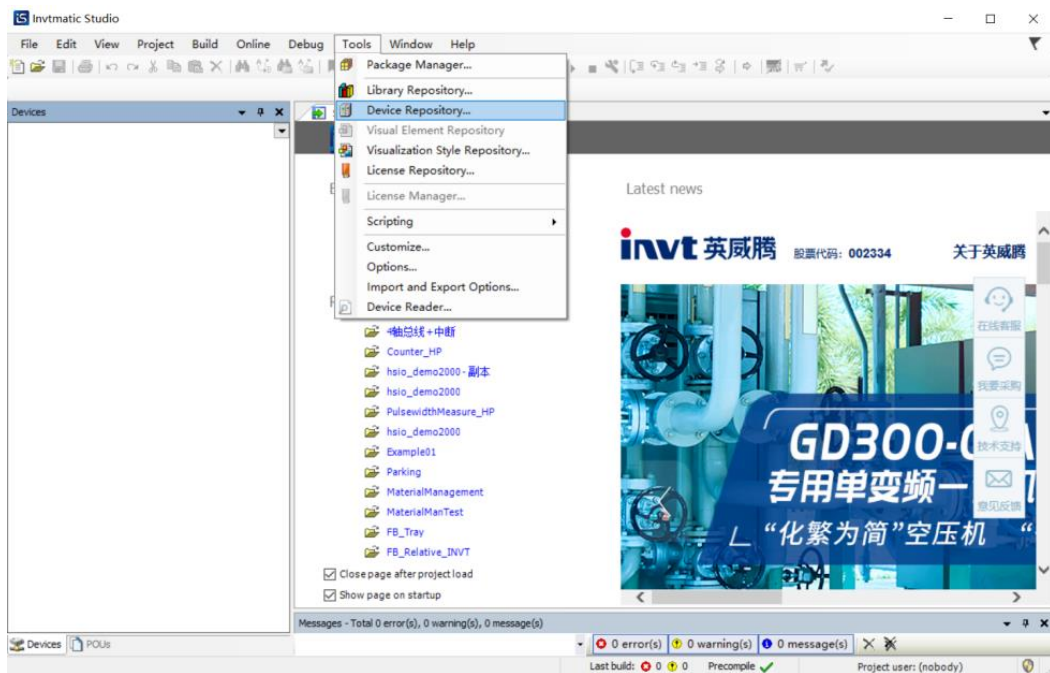 Invtmatic Studio
File Edit View Project Build Online Debug Tools Window Help
Package Manager...
Library Repository...
Device Repository...
Visual Element Repository
Visualization Style Repository...
License Repository...
License Manager...
Scripting
Customize...
Options...
Import and Export Options...
Device Reader...
Devices
Latest news
invt 英威腾 股票代码：002334 关于英威腾
在线客服
我要采购
技术支持
意见反馈
4轴总线+中断
Counter_HP
hsio_demo2000 - 副本
hsio_demo2000
PulsewidthMeasure_HP
hsio_demo2000
Example01
Parking
MaterialManagement
MaterialManTest
FB_Tray
FB_Relative_INVT
GD300-
专用单变频一
“化繁为简”空压机 “
Close page after project load
Show page on startup
Messages - Total 0 error(s), 0 warning(s), 0 message(s)
Devices POUs
0 error(s) 0 warning(s) 0 message(s)
Last build: 0 0 Precompile Project user: (nobody)